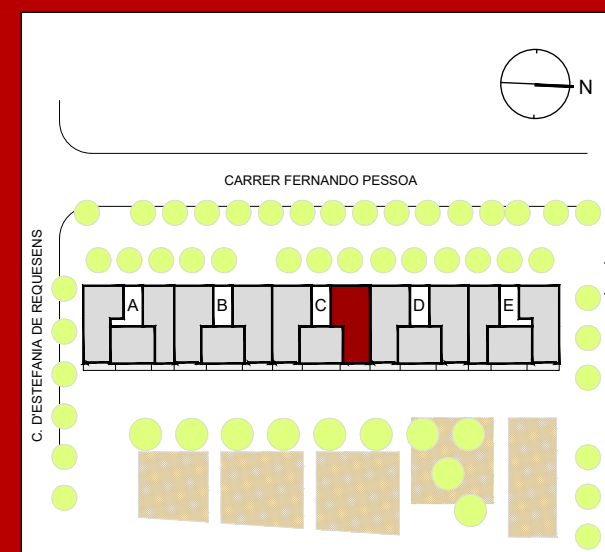 N
CARRER FERNANDO PESSOA
C. D'ESTEFANIA DE REQUESENS
A
B
C
D
E